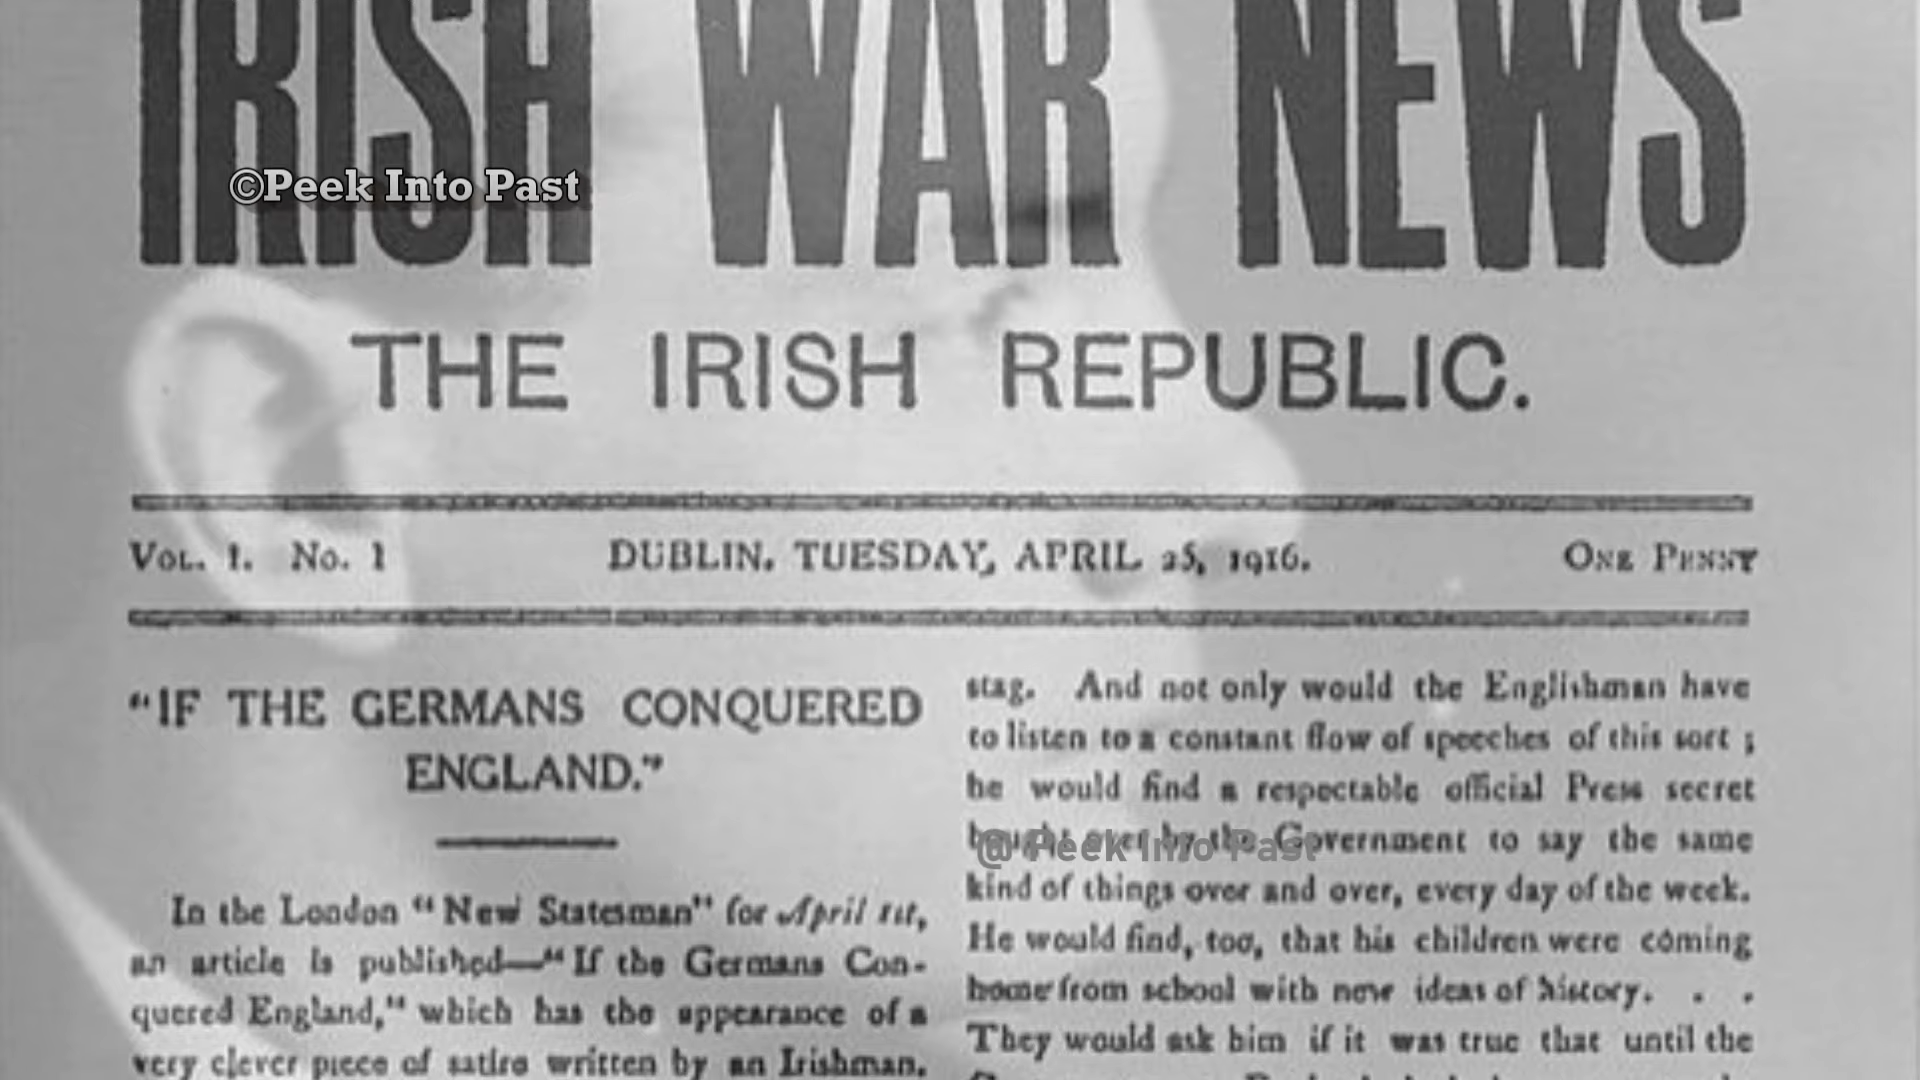 IRISH WAR NEWS
©Peek Into Past
THE IRISH REPUBLIC.
VOL. 1. No. 1 DUBLIN. TUESDAY, APRIL 25, 1916. ONE PENNY
"IF THE GERMANS CONQUERED
ENGLAND."
In the London "New Statesman" for April 1st,
an article is published—"If the Germans Con-
quered England," which has the appearance of a
very clever piece of satire written by an Irishman.
stag. And not only would the Englishman have
to listen to a constant flow of speeches of this sort ;
he would find a respectable official Press secret
bought over by the Government to say the same
@ Peek Into Past
kind of things over and over, every day of the week.
He would find, too, that his children were coming
home from school with new ideas of history. . .
They would ask him if it was true that until the